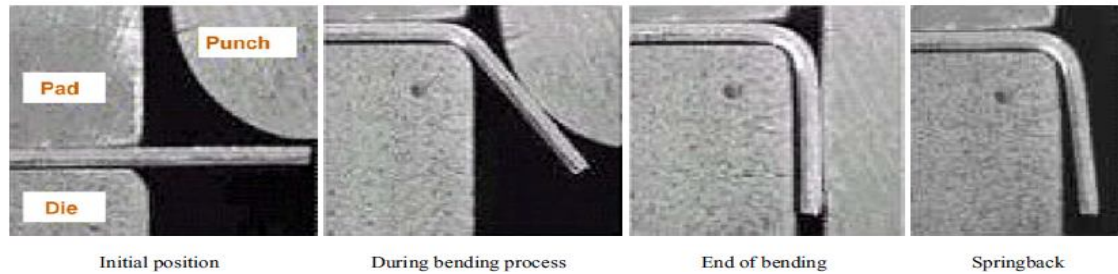 Punch
Pad
Die
Initial position
During bending process
End of bending
Springback